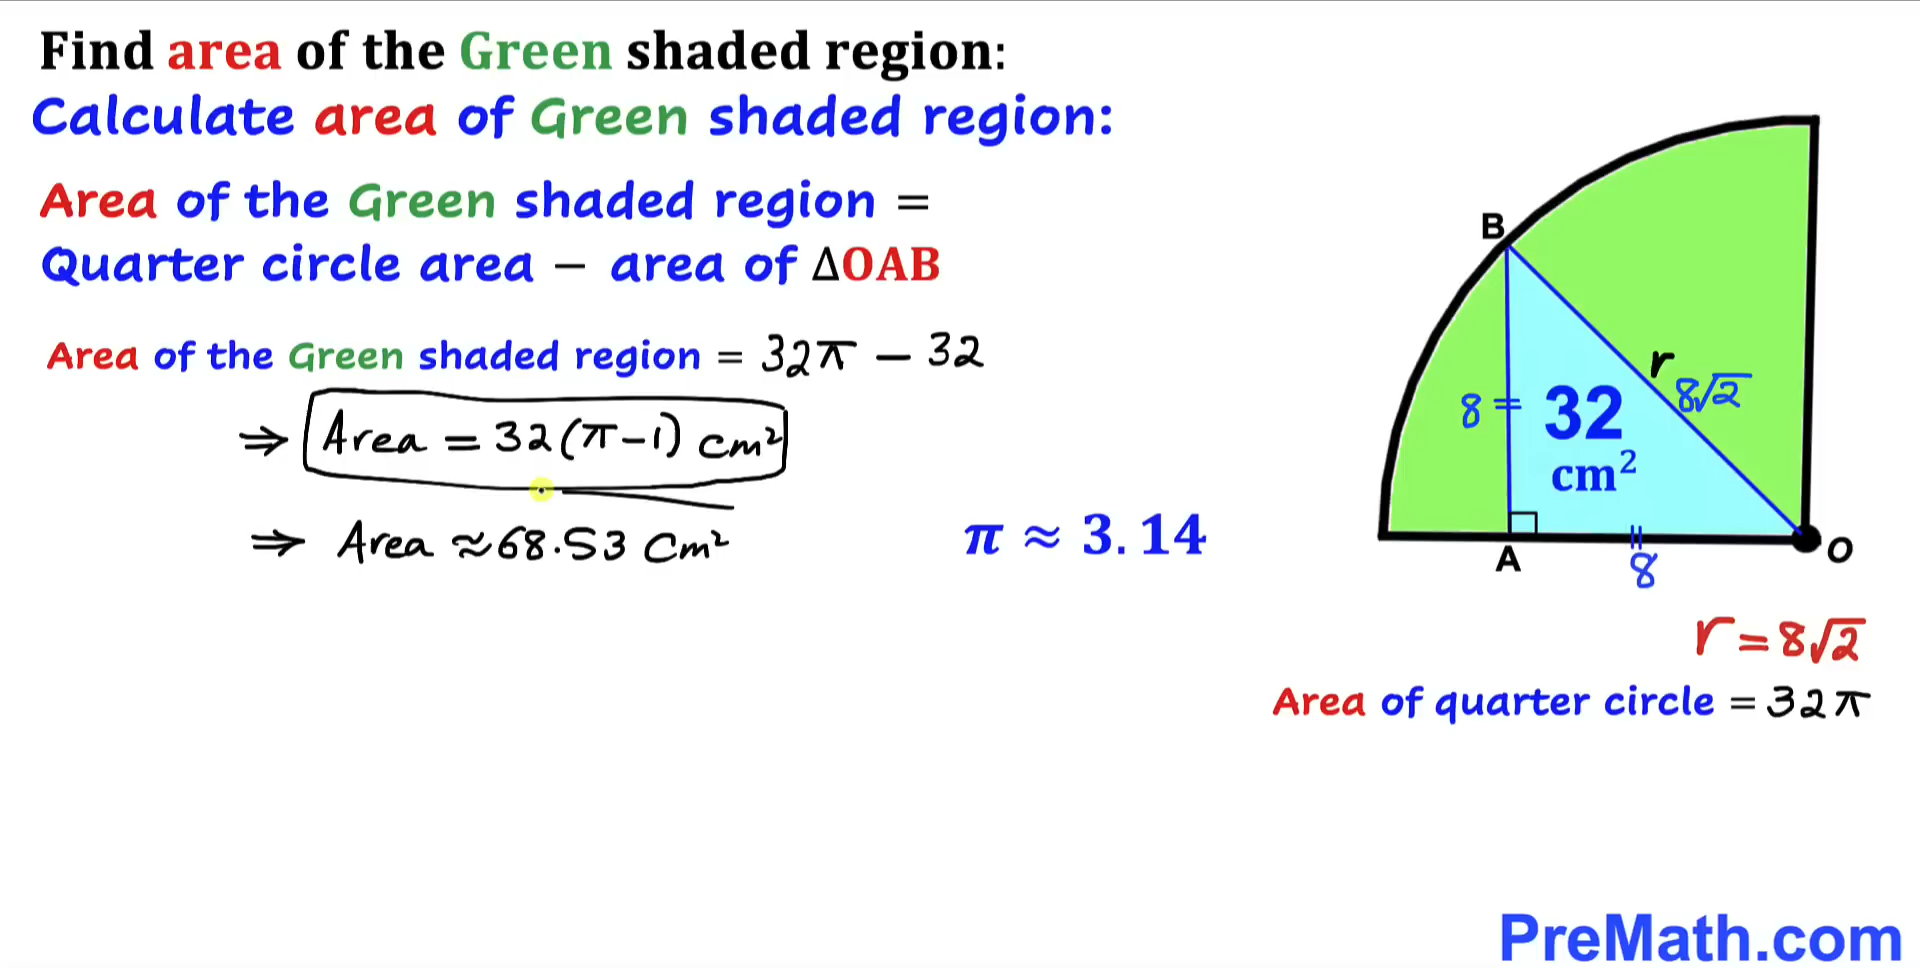 Find area of the Green shaded region:
Calculate area of Green shaded region:
Area of the Green shaded region =
Quarter circle area − area of ΔOAB
Area of the Green shaded region = 32π − 32
⇒ Area = 32(π−1) cm²
⇒ Area ≈ 68.53 cm²
π ≈ 3.14
B
r
8√2
8
32
cm²
A
8
O
r = 8√2
Area of quarter circle = 32π
PreMath.com